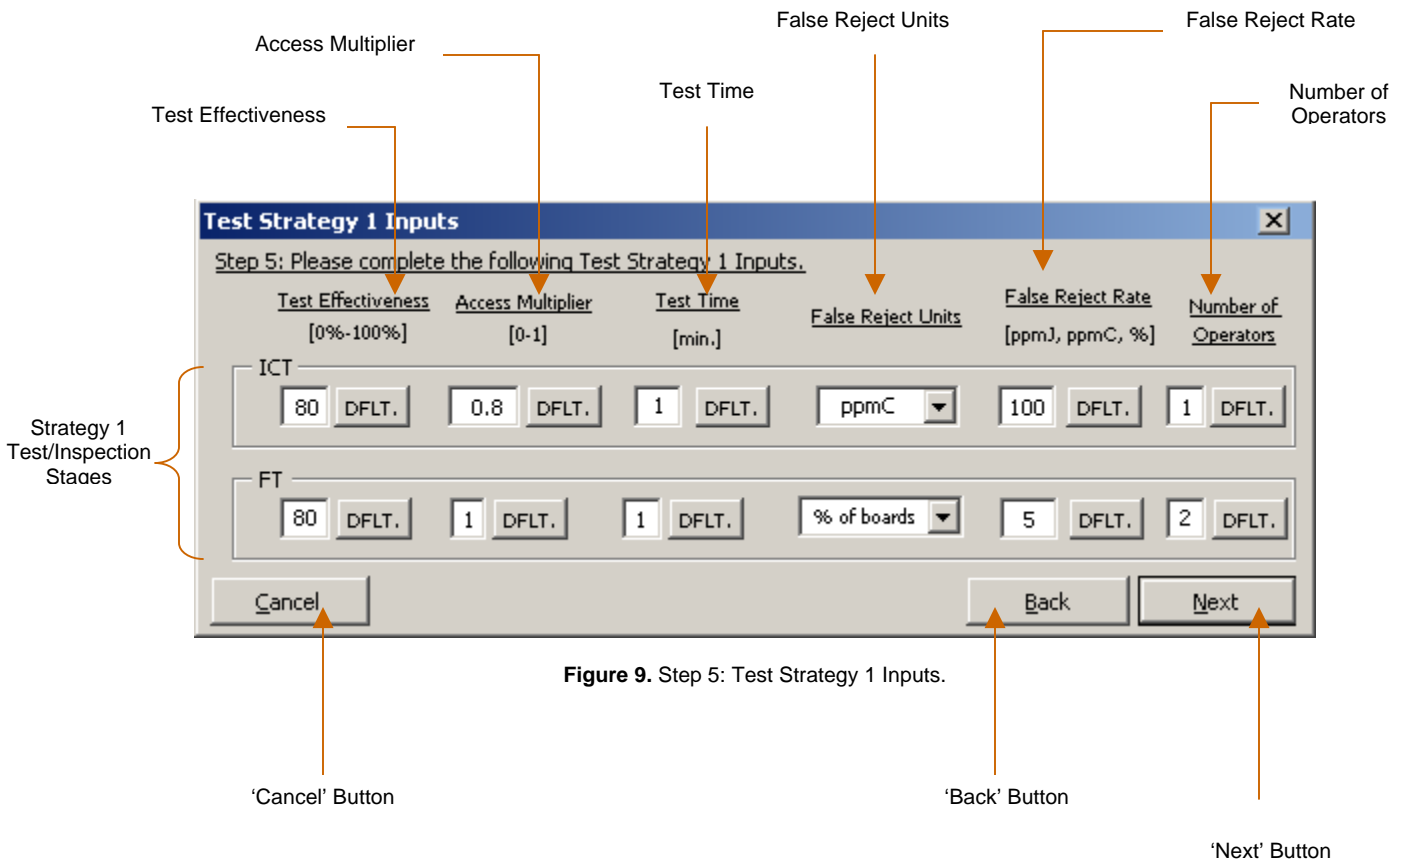 False Reject Units
False Reject Rate
Access Multiplier
Test Time
Number of
Operators
Test Effectiveness
Test Strategy 1 Inputs
Step 5: Please complete the following Test Strategy 1 Inputs.
Test Effectiveness
[0%-100%]
Access Multiplier
[0-1]
Test Time
[min.]
False Reject Units
False Reject Rate
[ppmJ, ppmC, %]
Number of
Operators
Strategy 1
Test/Inspection
Stages
ICT
80 DFLT. 0.8 DFLT. 1 DFLT. ppmC 100 DFLT. 1 DFLT.
FT
80 DFLT. 1 DFLT. 1 DFLT. % of boards 5 DFLT. 2 DFLT.
Cancel Back Next
Figure 9. Step 5: Test Strategy 1 Inputs.
‘Cancel’ Button
‘Back’ Button
‘Next’ Button